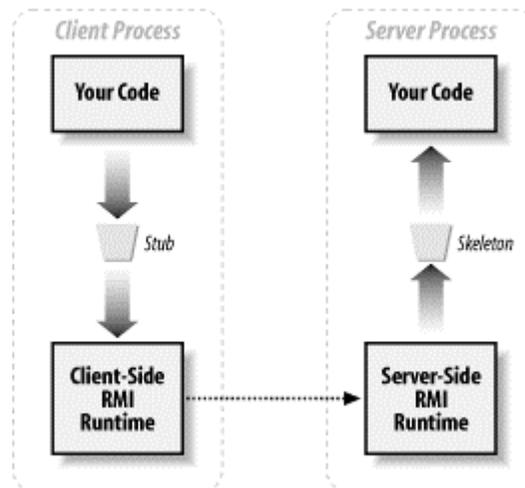 Client Process
Your Code
Stub
Client-Side
RMI
Runtime
Server Process
Your Code
Skeleton
Server-Side
RMI
Runtime